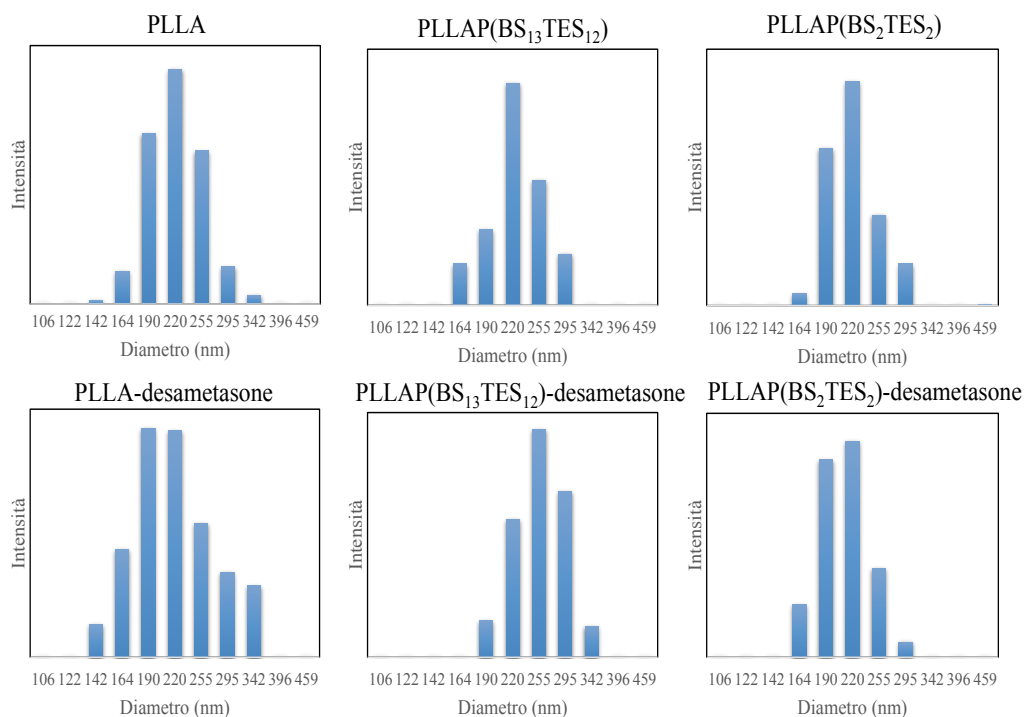 PLLA
Intensità
106 122 142 164 190 220 255 295 342 396 459
Diametro (nm)
PLLAP(BS₁₃TES₁₂)
Intensità
106 122 142 164 190 220 255 295 342 396 459
Diametro (nm)
PLLAP(BS₂TES₂)
Intensità
106 122 142 164 190 220 255 295 342 396 459
Diametro (nm)
PLLA-desametasone
Intensità
106 122 142 164 190 220 255 295 342 396 459
Diametro (nm)
PLLAP(BS₁₃TES₁₂)-desametasone
Intensità
106 122 142 164 190 220 255 295 342 396 459
Diametro (nm)
PLLAP(BS₂TES₂)-desametasone
Intensità
106 122 142 164 190 220 255 295 342 396 459
Diametro (nm)